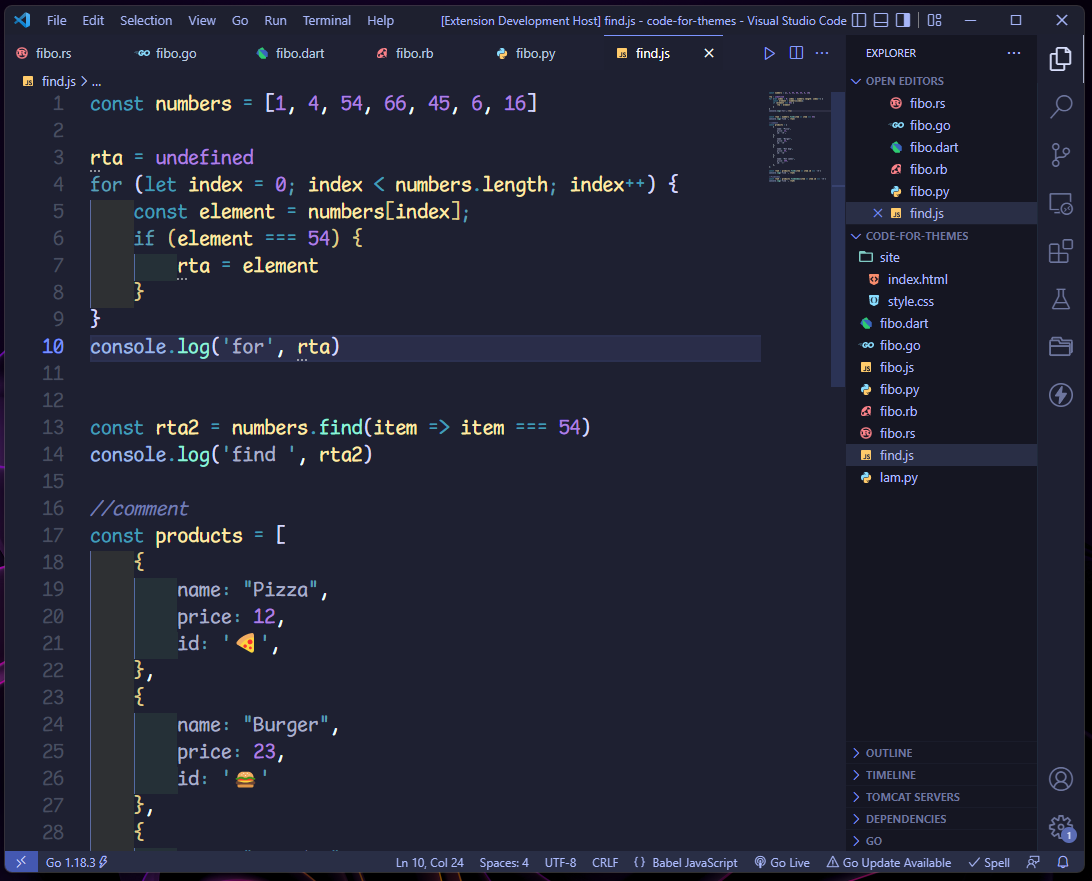 File Edit Selection View Go Run Terminal Help [Extension Development Host] find.js - code-for-themes - Visual Studio Code
fibo.rs fibo.go fibo.dart fibo.rb fibo.py find.js
find.js > ...
1 const numbers = [1, 4, 54, 66, 45, 6, 16]
2
3 rta = undefined
4 for (let index = 0; index < numbers.length; index++) {
5 const element = numbers[index];
6 if (element === 54) {
7 rta = element
8 }
9 }
10 console.log('for', rta)
11
12
13 const rta2 = numbers.find(item => item === 54)
14 console.log('find ', rta2)
15
16 //comment
17 const products = [
18 {
19 name: "Pizza",
20 price: 12,
21 id: '🍕',
22 },
23 {
24 name: "Burger",
25 price: 23,
26 id: '🍔'
27 },
28 {
EXPLORER
OPEN EDITORS
fibo.rs
fibo.go
fibo.dart
fibo.rb
fibo.py
find.js
CODE-FOR-THEMES
site
index.html
style.css
fibo.dart
fibo.go
fibo.js
fibo.py
fibo.rb
fibo.rs
find.js
lam.py
OUTLINE
TIMELINE
TOMCAT SERVERS
DEPENDENCIES
GO
1
Go 1.18.3 Ln 10, Col 24 Spaces: 4 UTF-8 CRLF {} Babel JavaScript Go Live Go Update Available Spell